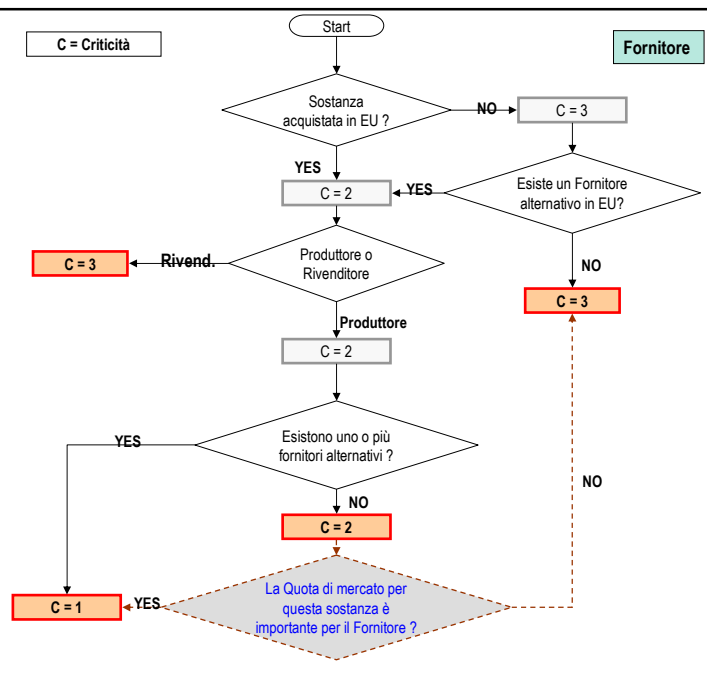 Start
C = Criticità
Fornitore
Sostanza
acquistata in EU ?
NO
C = 3
YES
C = 2
YES
Esiste un Fornitore
alternativo in EU?
Produttore o
Rivenditore
Rivend.
C = 3
NO
C = 3
Produttore
C = 2
Esistono uno o più
fornitori alternativi ?
YES
NO
NO
C = 2
La Quota di mercato per
questa sostanza è
importante per il Fornitore ?
YES
C = 1